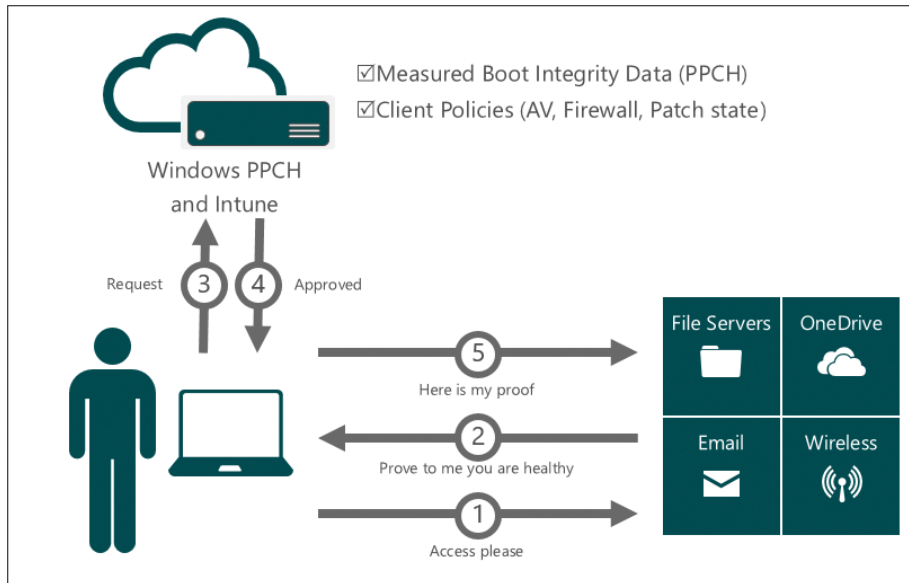 ☑Measured Boot Integrity Data (PPCH)
☑Client Policies (AV, Firewall, Patch state)
Windows PPCH
and Intune
Request
3
4
Approved
5
Here is my proof
2
Prove to me you are healthy
1
Access please
File Servers
OneDrive
Email
Wireless